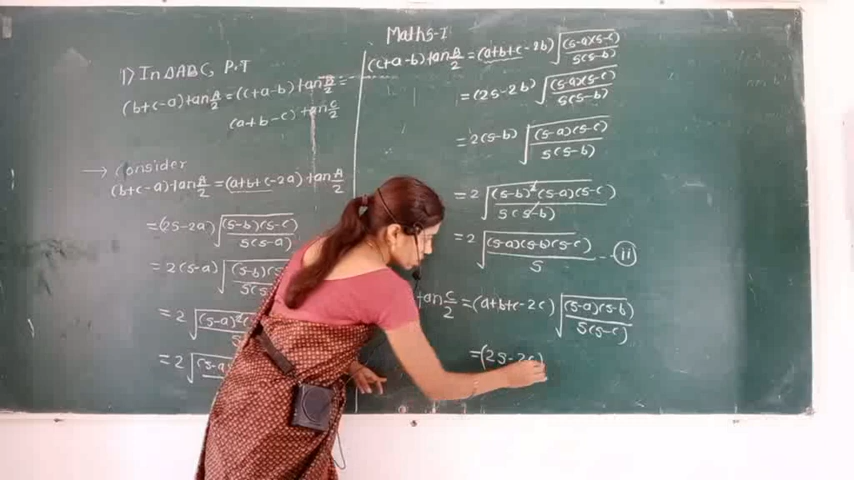 Maths-I
1) In ΔABC, P.T
(b+c-a) tan A/2 = (c+a-b) tan B/2 =
(a+b-c) tan C/2
→ Consider
(b+c-a) tan A/2 = (a+b+c-2a) tan A/2
= (2s-2a) √((s-b)(s-c)/s(s-a))
= 2(s-a) √((s-b)(s-
= 2 √((s-a)²(s-
= 2 √((s-a)
(c+a-b) tan B/2 = (a+b+c-2b) √((s-a)(s-c)/s(s-b))
= (2s-2b) √((s-a)(s-c)/s(s-b))
= 2(s-b) √((s-a)(s-c)/s(s-b))
= 2 √((s-b)²(s-a)(s-c)/s(s-b))
= 2 √((s-a)(s-b)(s-c)/s) --- (ii)
tan C/2 = (a+b+c-2c) √((s-a)(s-b)/s(s-c))
= (2s-2c)